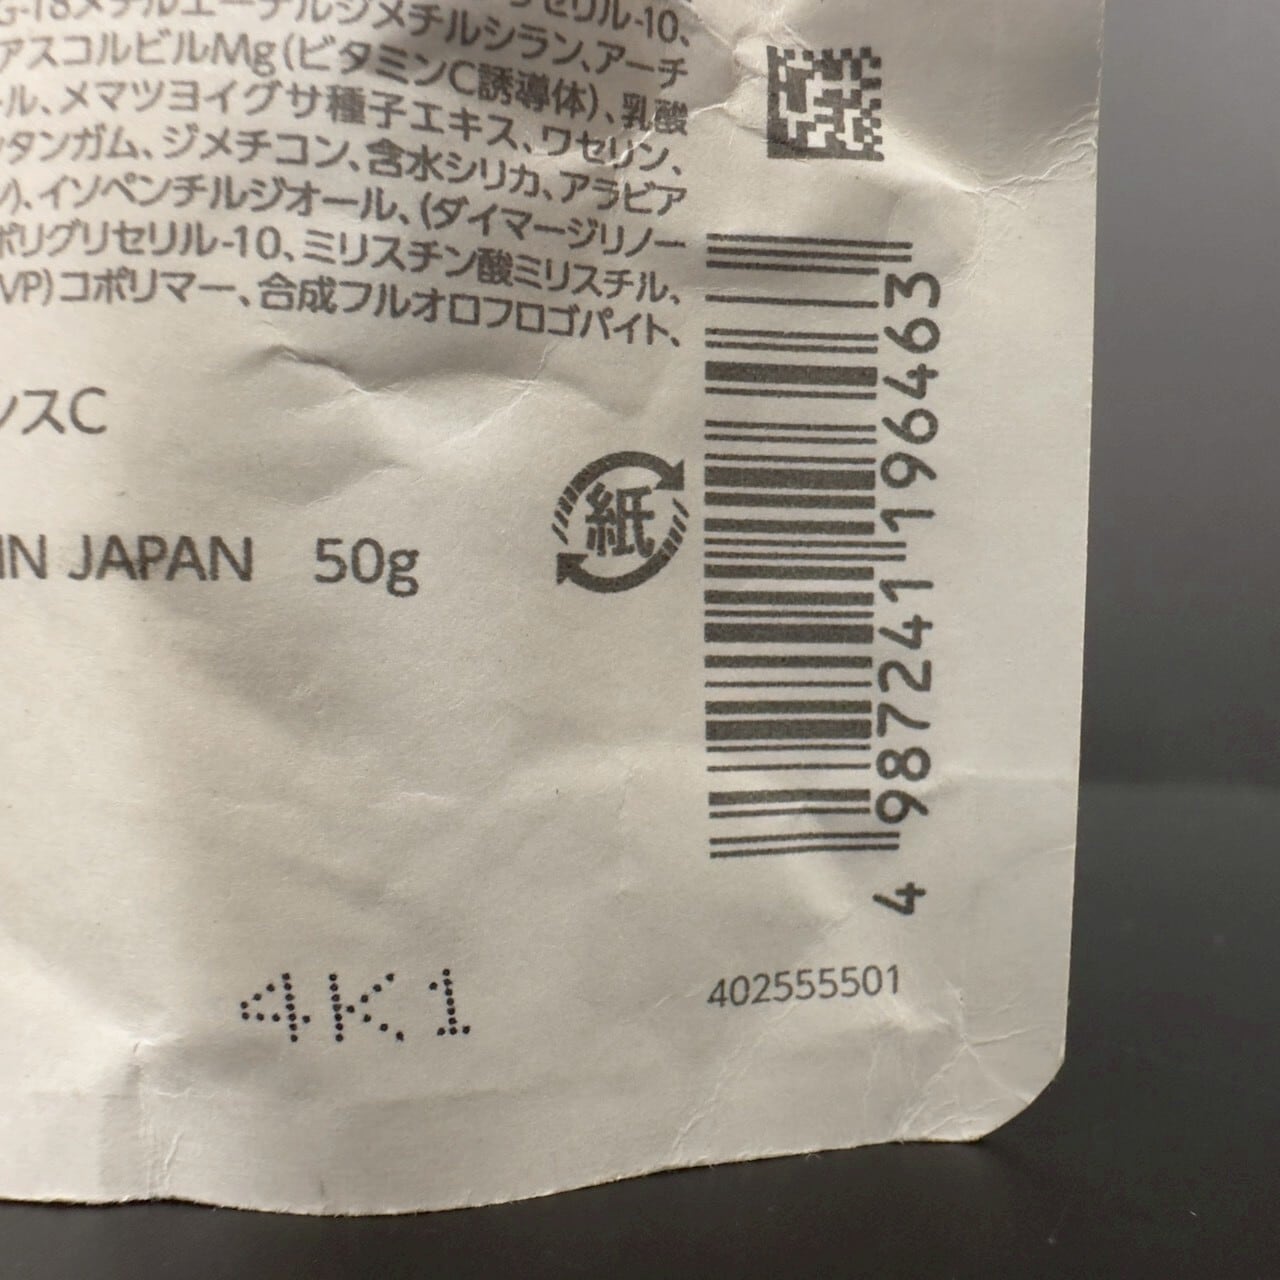 G-18メチルエーテルジメチルシラン、アーチ
アスコルビルMg(ビタミンC誘導体)、乳酸
ール、メマツヨイグサ種子エキス、ワセリン、
タンガム、ジメチコン、含水シリカ、アラビア
)、イソペンチルジオール、(ダイマージリノー
ポリグリセリル-10、ミリスチン酸ミリスチル、
VP)コポリマー、合成フルオロフロゴパイト、
ンスC
IN JAPAN 50g
紙
4 987241 196463
402555501
4K1